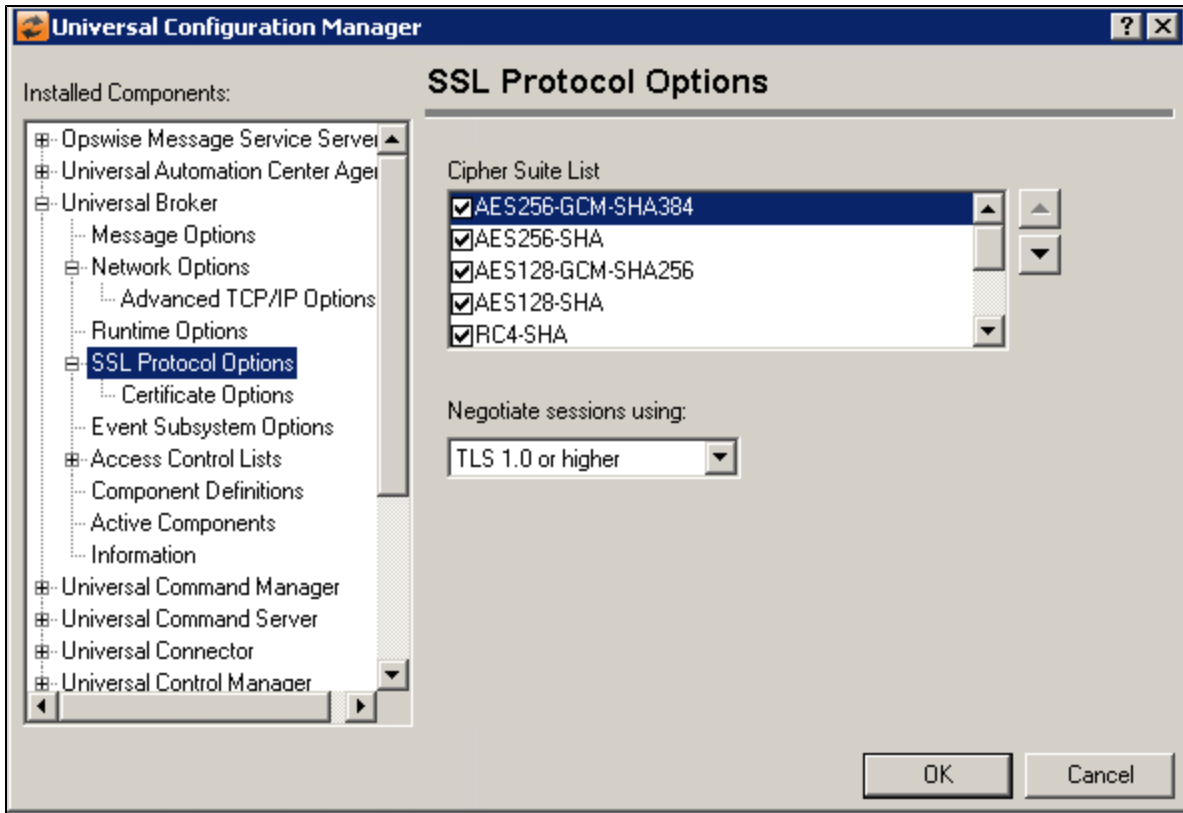 Universal Configuration Manager
Installed Components:
Opswise Message Service Server
Universal Automation Center Agen
Universal Broker
Message Options
Network Options
Advanced TCP/IP Options
Runtime Options
SSL Protocol Options
Certificate Options
Event Subsystem Options
Access Control Lists
Component Definitions
Active Components
Information
Universal Command Manager
Universal Command Server
Universal Connector
Universal Control Manager
SSL Protocol Options
Cipher Suite List
AES256-GCM-SHA384
AES256-SHA
AES128-GCM-SHA256
AES128-SHA
RC4-SHA
Negotiate sessions using:
TLS 1.0 or higher
OK
Cancel